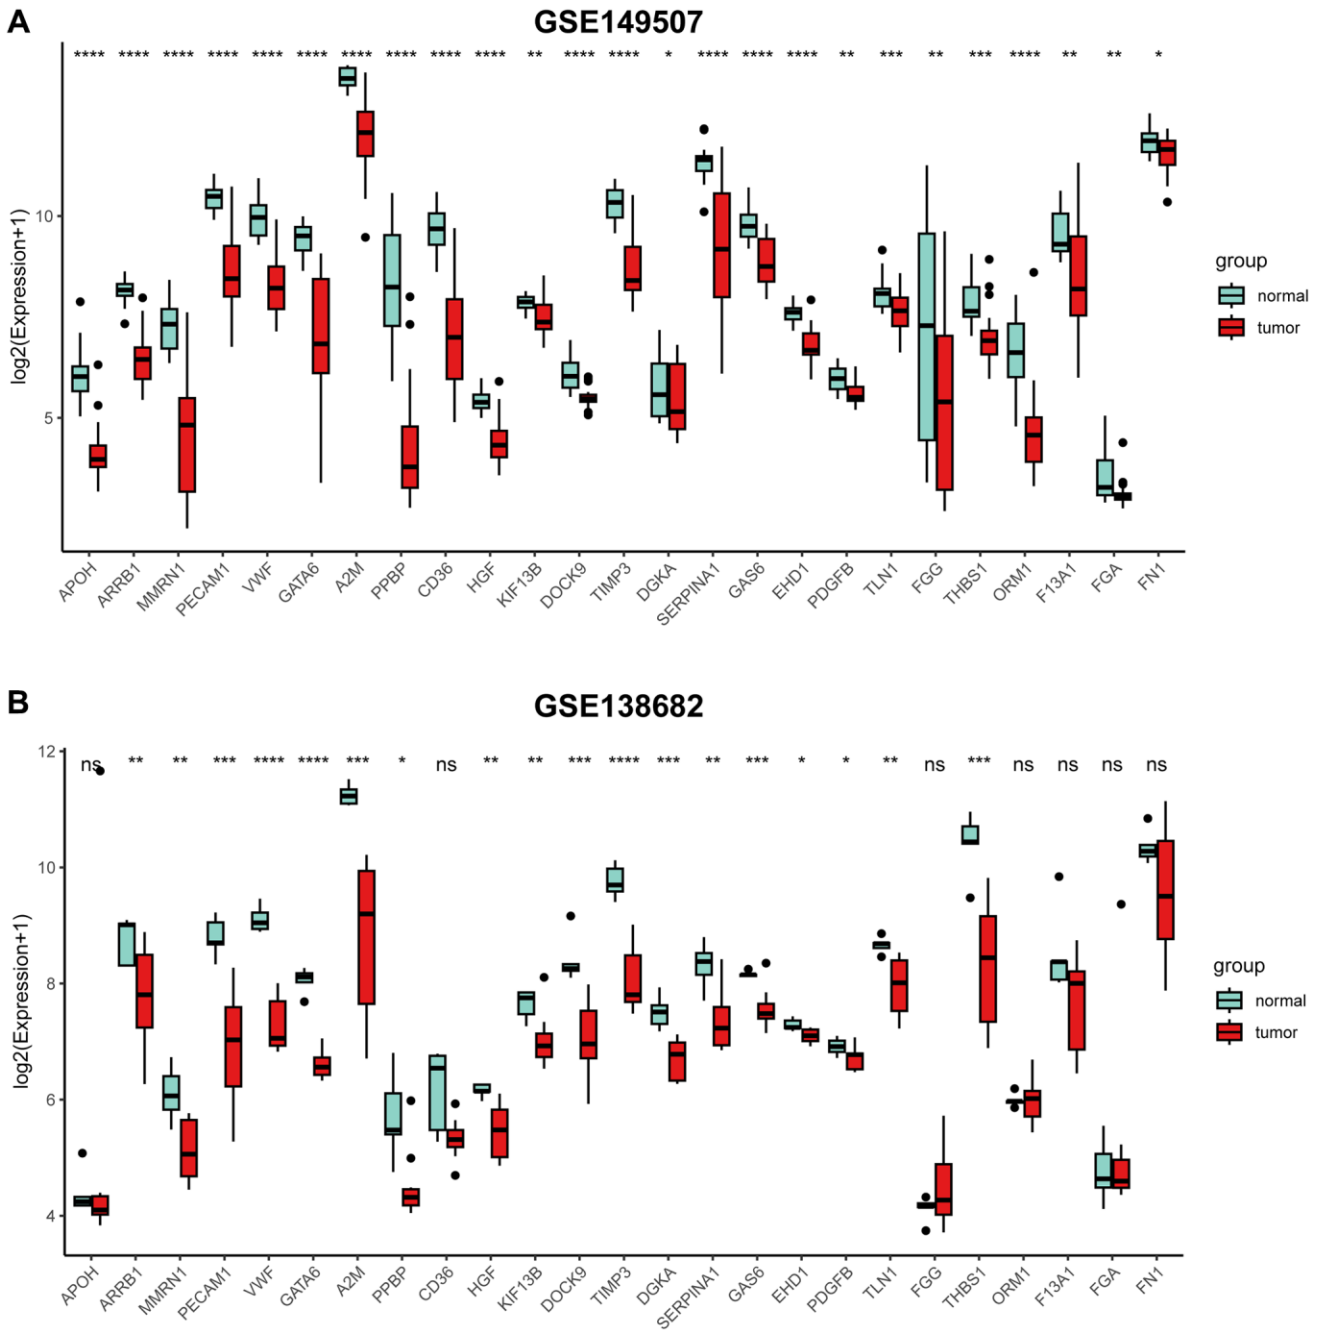 A
GSE149507
**** **** **** **** **** **** **** **** **** **** ** **** **** * **** **** **** ** *** ** *** **** ** ** *
log2(Expression+1)
10
5
group
normal
tumor
APOH ARRB1 MMRN1 PECAM1 VWF GATA6 A2M PPBP CD36 HGF KIF13B DOCK9 TIMP3 DGKA SERPINA1 GAS6 EHD1 PDGFB TLN1 FGG THBS1 ORM1 F13A1 FGA FN1
B
GSE138682
ns ** ** *** **** **** *** * ns ** ** *** **** *** ** *** * * ** ns *** ns ns ns ns
log2(Expression+1)
12
10
8
6
4
group
normal
tumor
APOH ARRB1 MMRN1 PECAM1 VWF GATA6 A2M PPBP CD36 HGF KIF13B DOCK9 TIMP3 DGKA SERPINA1 GAS6 EHD1 PDGFB TLN1 FGG THBS1 ORM1 F13A1 FGA FN1